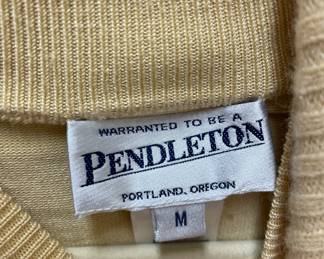 WARRANTED TO BE A
PENDLETON
PORTLAND, OREGON
M